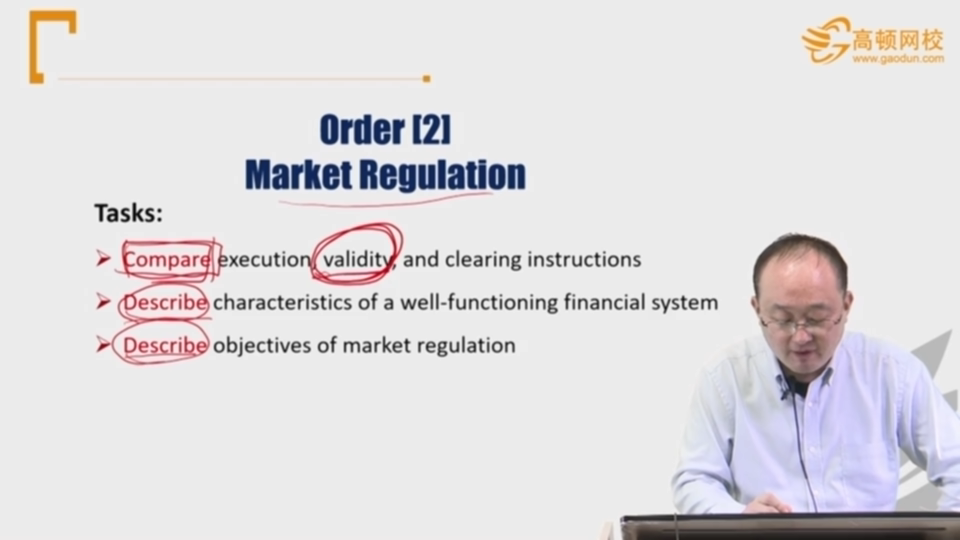 高顿网校
www.gaodun.com
Order [2]
Market Regulation
Tasks:
Compare execution, validity, and clearing instructions
Describe characteristics of a well-functioning financial system
Describe objectives of market regulation